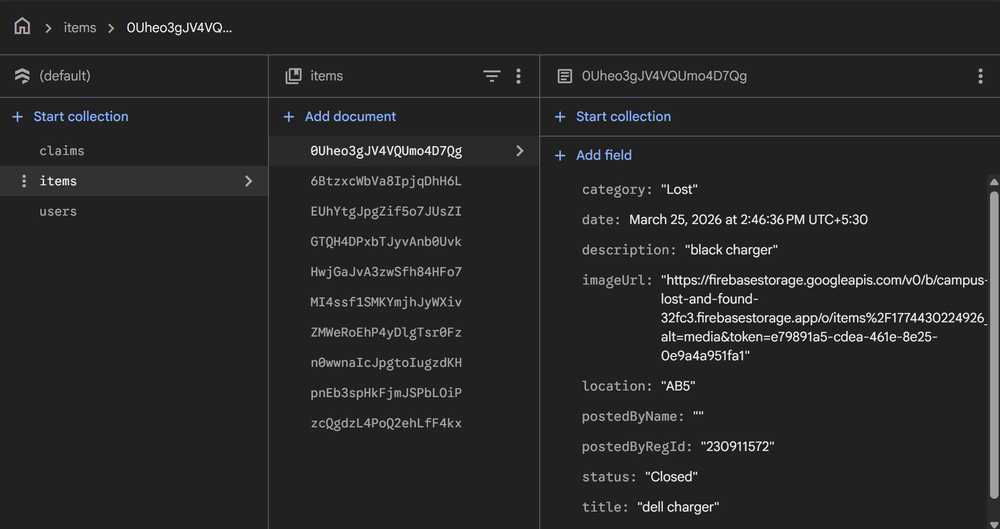 items
0Uheo3gJV4VQ...
(default)
items
0Uheo3gJV4VQUmo4D7Qg
Start collection
claims
items
users
Add document
0Uheo3gJV4VQUmo4D7Qg
6BtzxcWbVa8IpjqDhH6L
EUhYtgJpgZif5o7JUsZI
GTQH4DPxbTJyvAnb0Uvk
HwjGaJvA3zwSfh84HFo7
MI4ssf1SMKYmjhJyWXiv
ZMWeRoEhP4yDlgTsr0Fz
n0wwnaIcJpgtoIugzdKH
pnEb3spHkFjmJSPbLOiP
zcQgdzL4PoQ2ehLfF4kx
Start collection
Add field
category: "Lost"
date: March 25, 2026 at 2:46:36 PM UTC+5:30
description: "black charger"
imageUrl: "https://firebasestorage.googleapis.com/v0/b/campus-
lost-and-found-
32fc3.firebasestorage.app/o/items%2F1774430224926_
alt=media&token=e79891a5-cdea-461e-8e25-
0e9a4a951fa1"
location: "AB5"
postedByName: ""
postedByRegId: "230911572"
status: "Closed"
title: "dell charger"